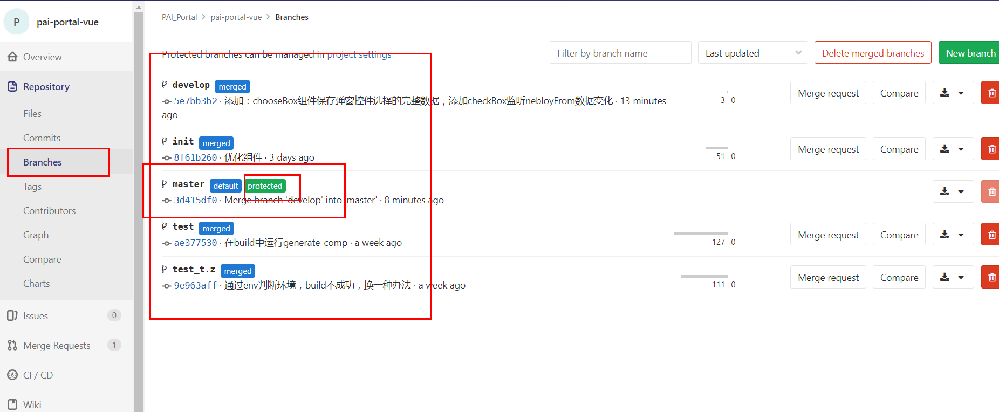 P pai-portal-vue
Overview
Repository
Files
Commits
Branches
Tags
Contributors
Graph
Compare
Charts
Issues 0
Merge Requests 1
CI / CD
Wiki
PAI_Portal > pai-portal-vue > Branches
Protected branches can be managed in project settings
Filter by branch name
Last updated
Delete merged branches
New branch
develop merged
5e7bb3b2 · 添加：chooseBox组件保存弹窗控件选择的完整数据，添加checkBox监听nebloyFrom数据变化 · 13 minutes
ago
3 0
Merge request Compare
init merged
8f61b260 · 优化组件 · 3 days ago
51 0
Merge request Compare
master default protected
3d415df0 · Merge branch 'develop' into 'master' · 8 minutes ago
test merged
ae377530 · 在build中运行generate-comp · a week ago
127 0
Merge request Compare
test_t.z merged
9e963aff · 通过env判断环境，build不成功，换一种办法 · a week ago
111 0
Merge request Compare